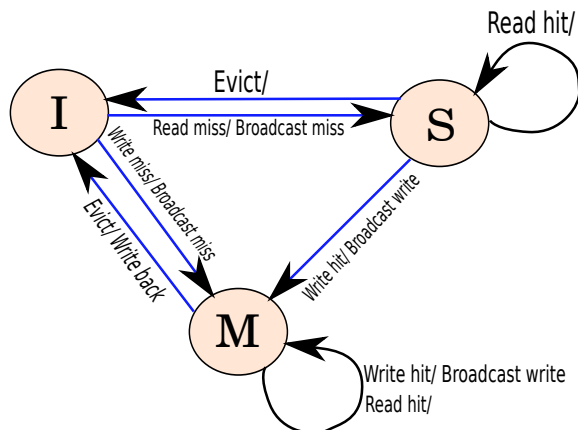 Read hit/
Evict/
I
S
Read miss/ Broadcast miss
Write miss/ Broadcast miss
Evict/ Write back
Write hit/ Broadcast write
M
Write hit/ Broadcast write
Read hit/